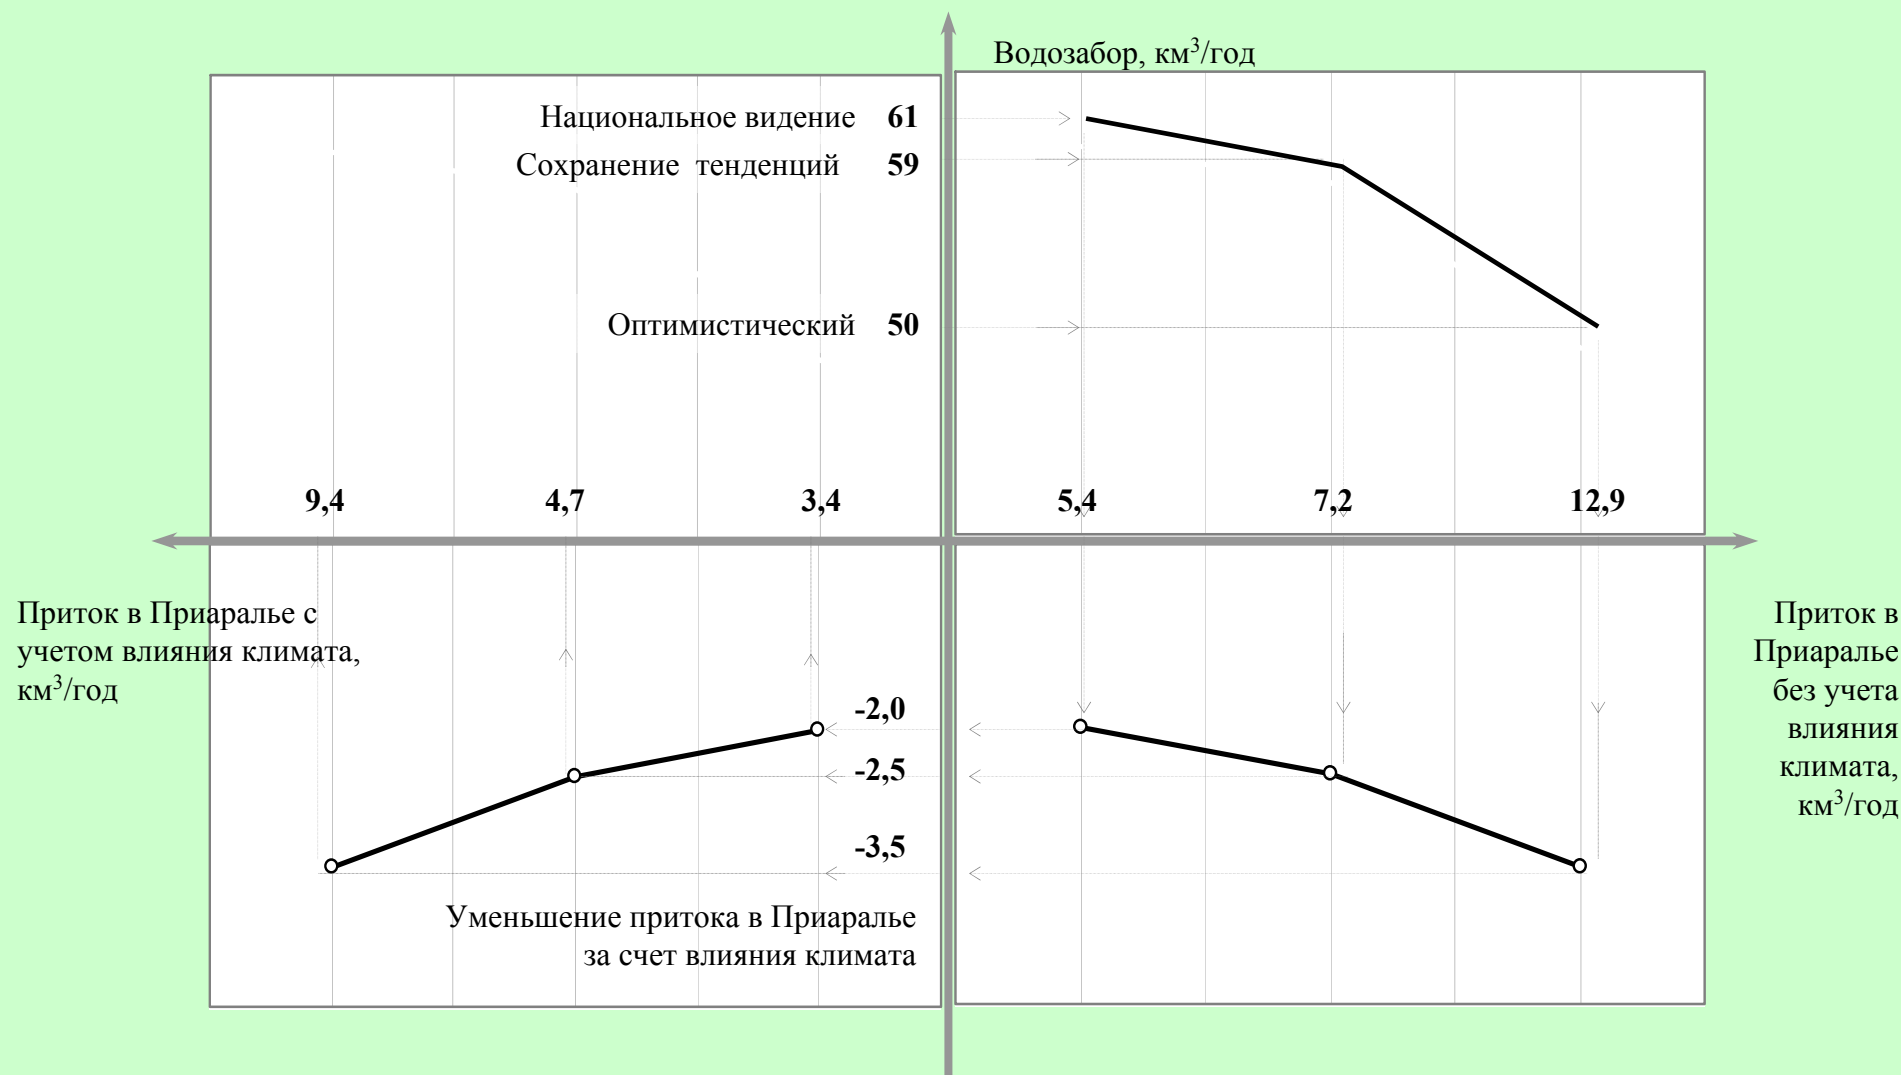 Водозабор, км³/год
Национальное видение 61
Сохранение тенденций 59
Оптимистический 50
9,4 4,7 3,4 5,4 7,2 12,9
Приток в Приаралье с
учетом влияния климата,
км³/год
Приток в
Приаралье
без учета
влияния
климата,
км³/год
-2,0
-2,5
-3,5
Уменьшение притока в Приаралье
за счет влияния климата